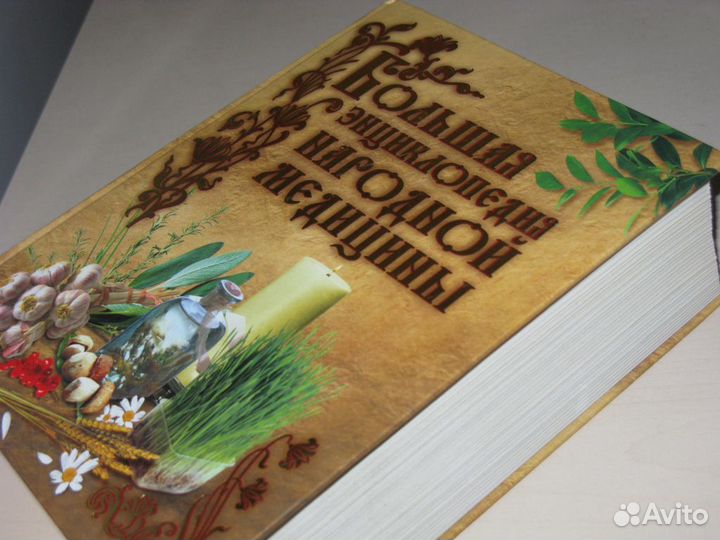 Большая
энциклопедия
народной
медицины
Avito